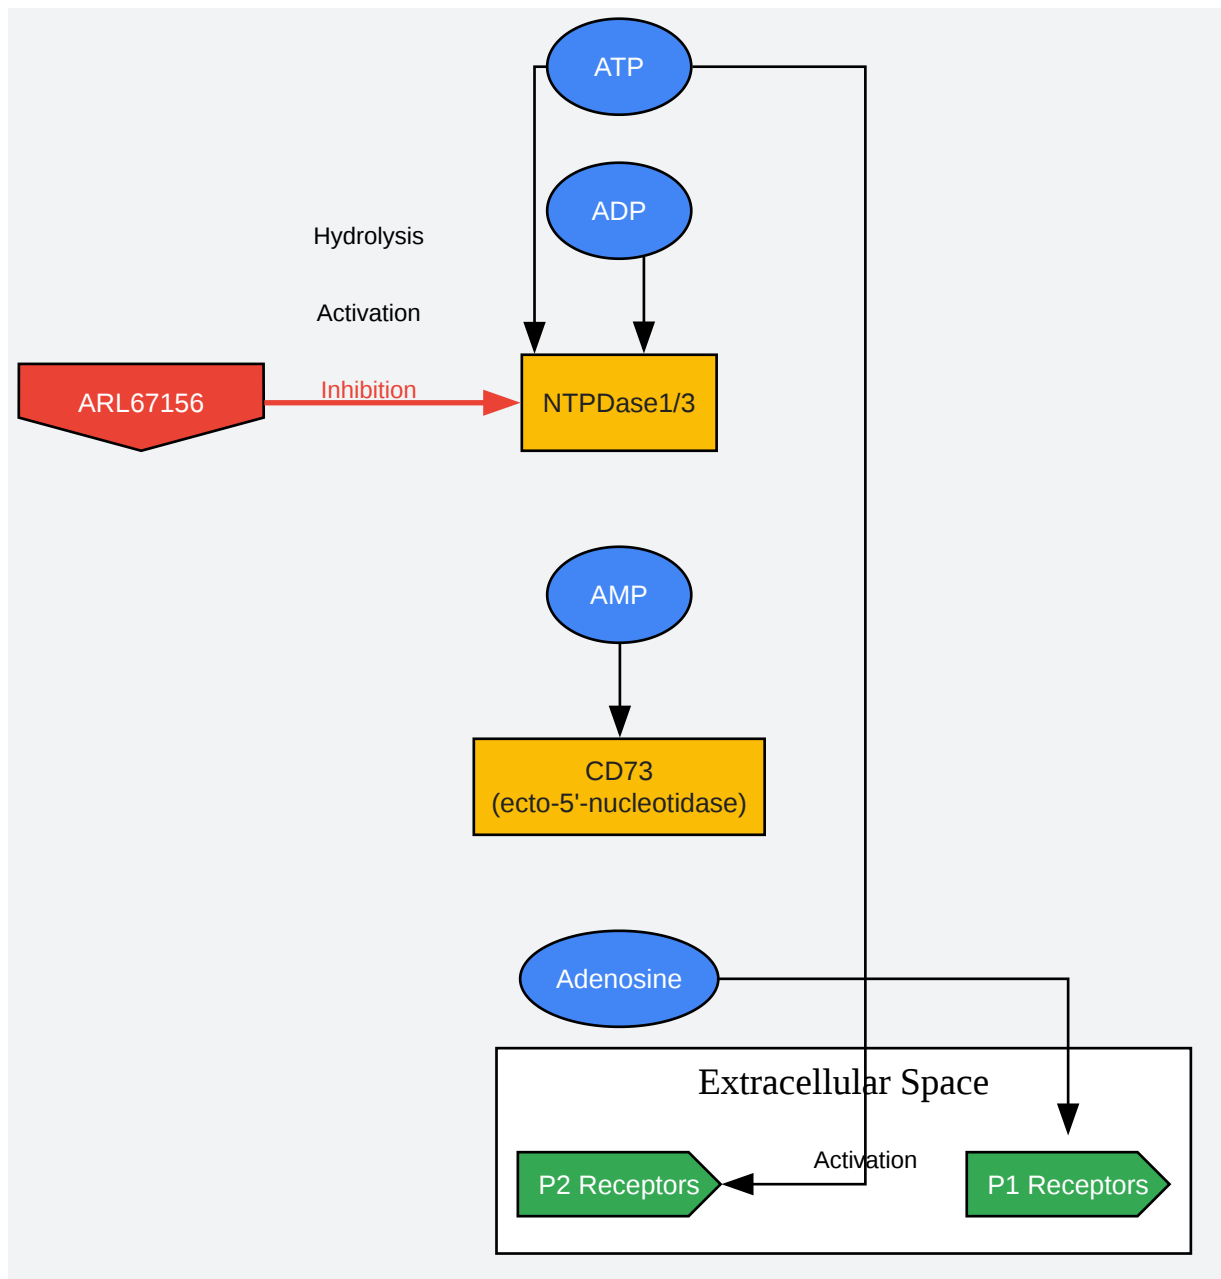 ATP
ADP
Hydrolysis
Activation
Inhibition
ARL67156
NTPDase1/3
AMP
CD73
(ecto-5'-nucleotidase)
Adenosine
Extracellular Space
Activation
P2 Receptors
P1 Receptors